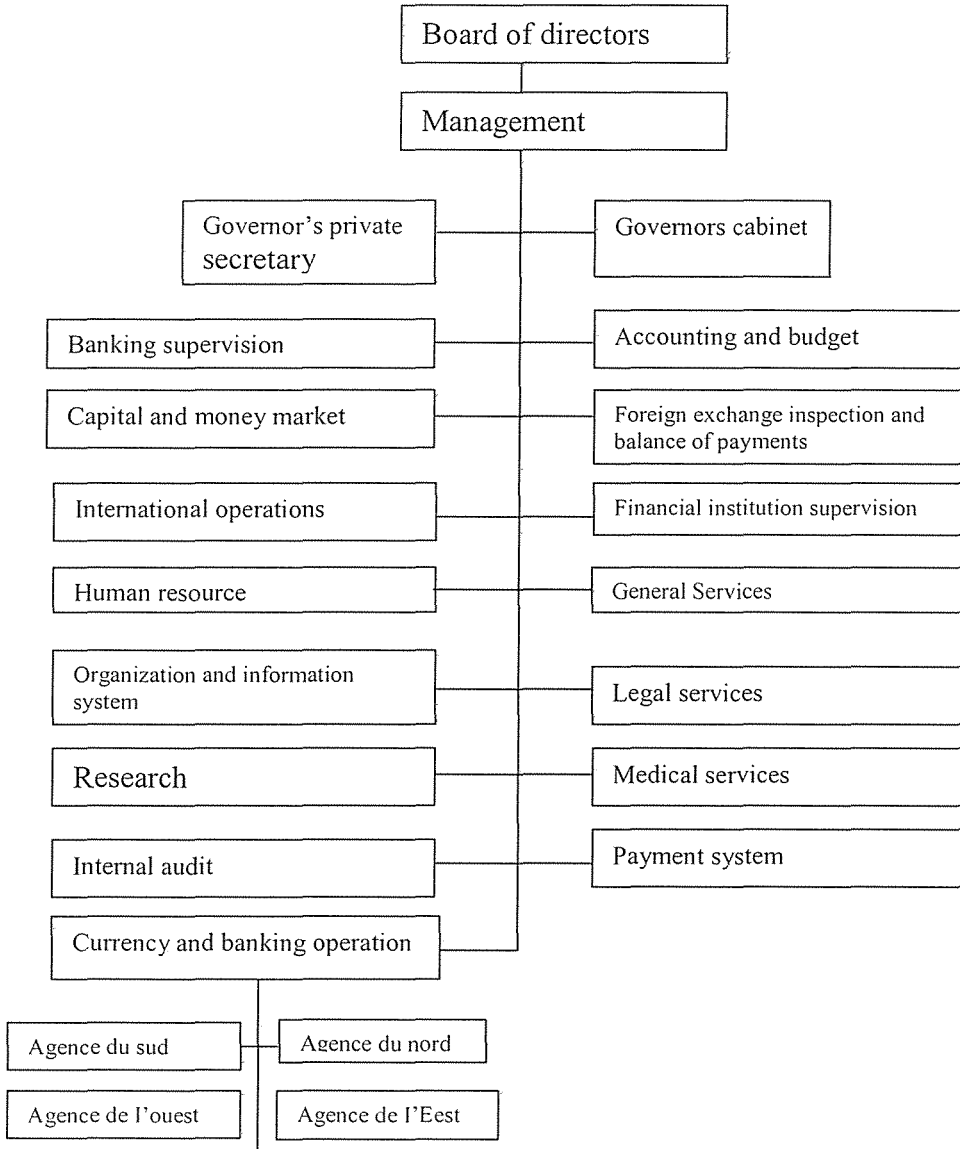 Board of directors
Management
Governor's private
secretary
Governors cabinet
Banking supervision
Accounting and budget
Capital and money market
Foreign exchange inspection and
balance of payments
International operations
Financial institution supervision
Human resource
General Services
Organization and information
system
Legal services
Research
Medical services
Internal audit
Payment system
Currency and banking operation
Agence du sud
Agence du nord
Agence de l'ouest
Agence de l'Eest